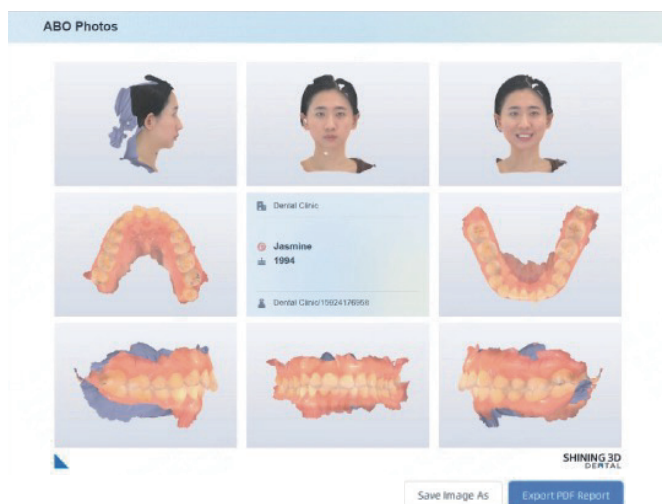 ABO Photos
Dental Clinic
Jasmine
1994
Dental Clinic/15924176958
SHINING 3D
DENTAL
Save Image As
Export PDF Report